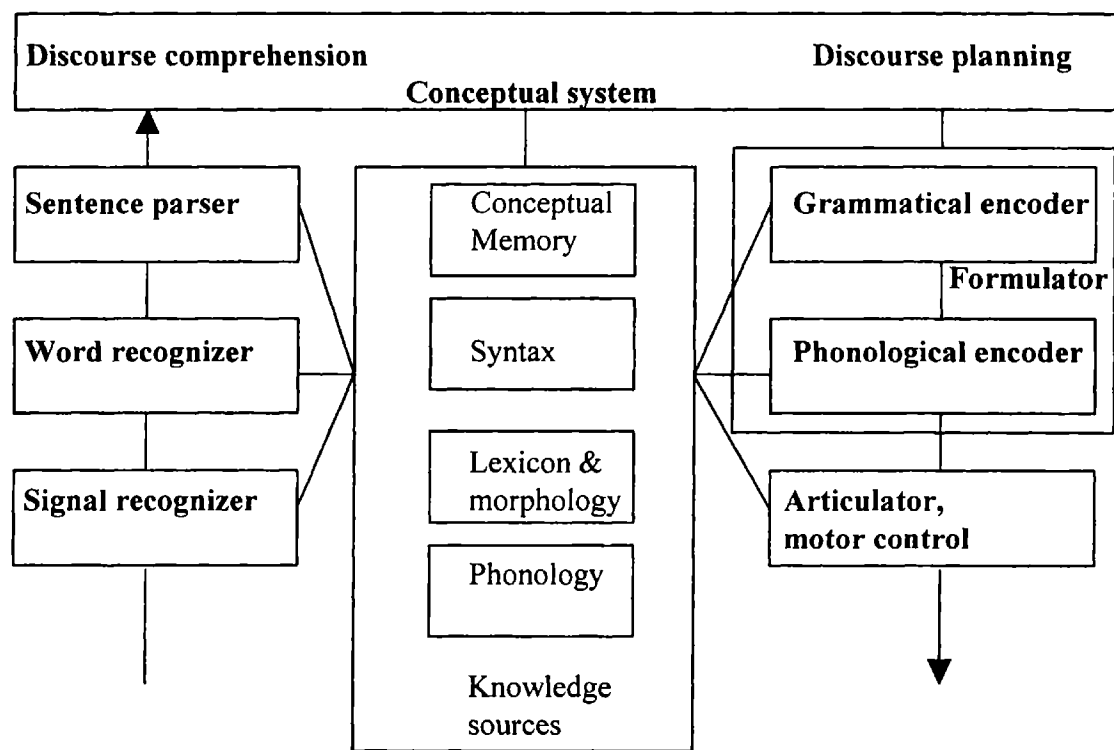 Discourse comprehension
Discourse planning
Conceptual system
Sentence parser
Word recognizer
Signal recognizer
Conceptual
Memory
Syntax
Lexicon &
morphology
Phonology
Knowledge
sources
Grammatical encoder
Formulator
Phonological encoder
Articulator,
motor control